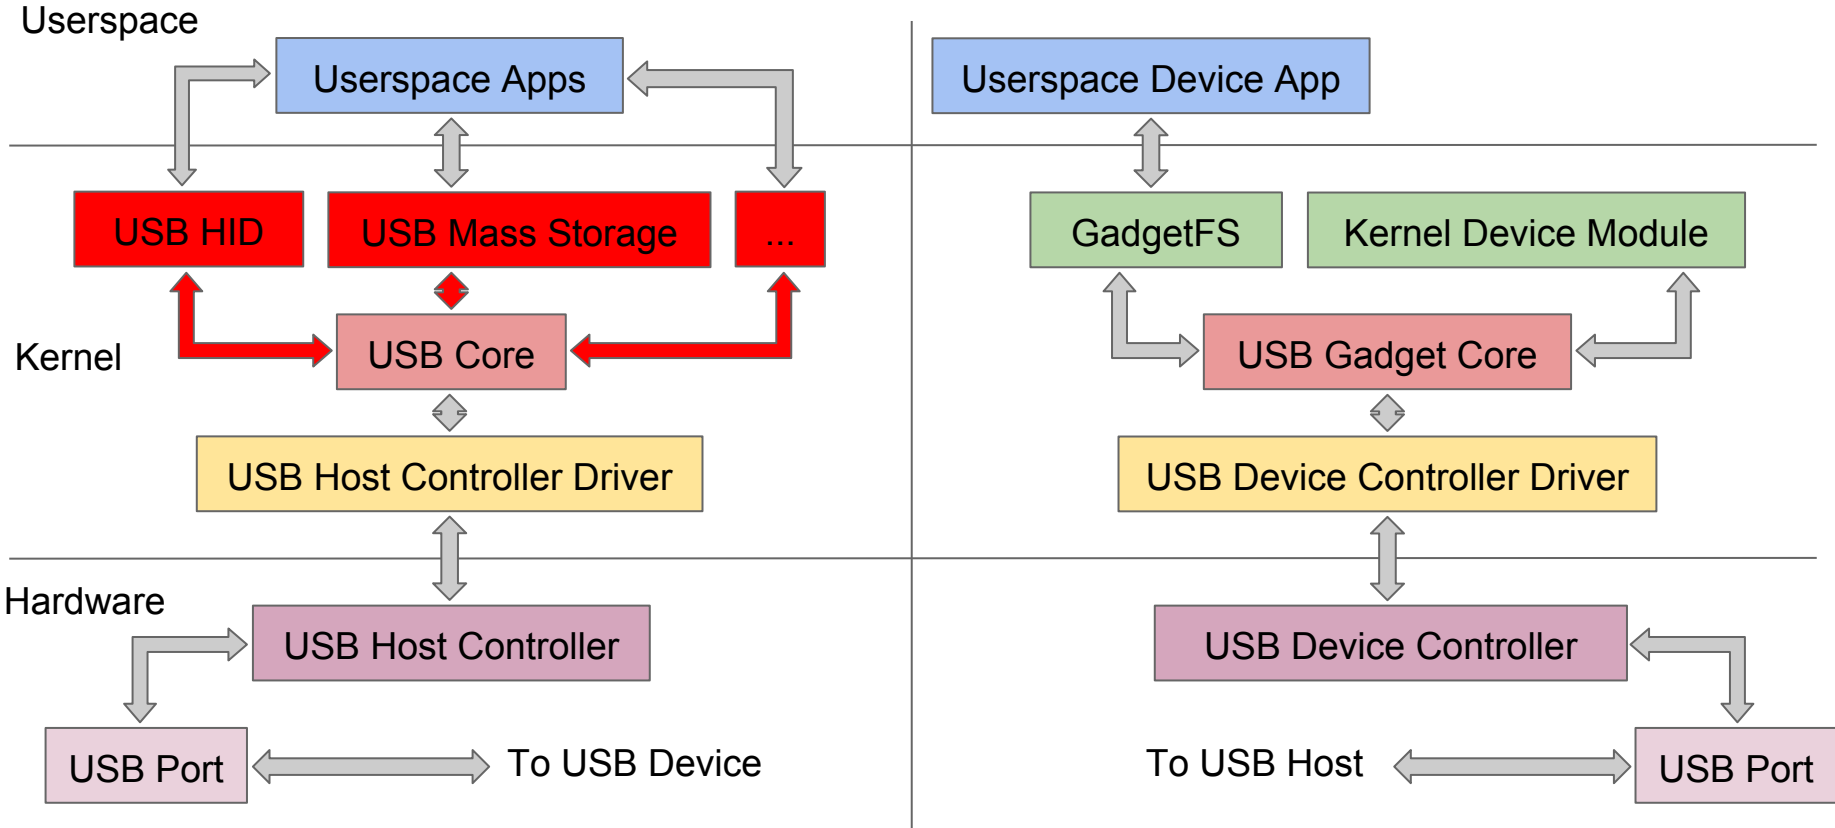 Userspace
Userspace Apps
Userspace Device App
USB HID
USB Mass Storage
...
GadgetFS
Kernel Device Module
Kernel
USB Core
USB Gadget Core
USB Host Controller Driver
USB Device Controller Driver
Hardware
USB Host Controller
USB Device Controller
USB Port
To USB Device
To USB Host
USB Port